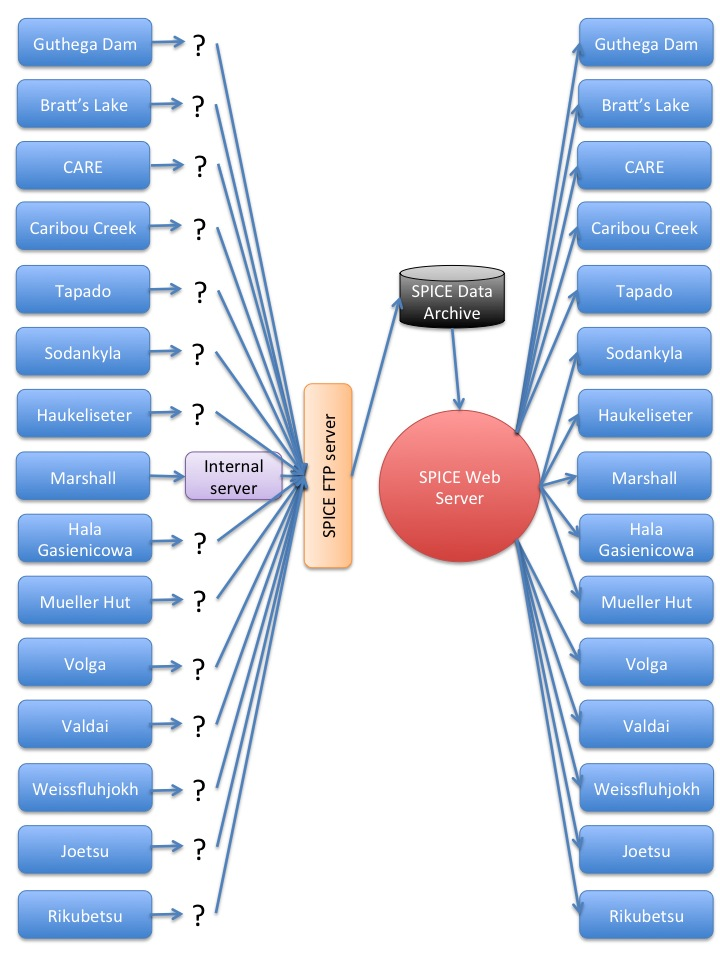 Guthega Dam
?
Bratt's Lake
?
CARE
?
Caribou Creek
?
Tapado
?
Sodankyla
?
Haukeliseter
?
Marshall
Internal
server
Hala
Gasienicowa
?
Mueller Hut
?
Volga
?
Valdai
?
Weissfluhjokh
?
Joetsu
?
Rikubetsu
?
SPICE FTP server
SPICE Data
Archive
SPICE Web
Server
Guthega Dam
Bratt's Lake
CARE
Caribou Creek
Tapado
Sodankyla
Haukeliseter
Marshall
Hala
Gasienicowa
Mueller Hut
Volga
Valdai
Weissfluhjokh
Joetsu
Rikubetsu